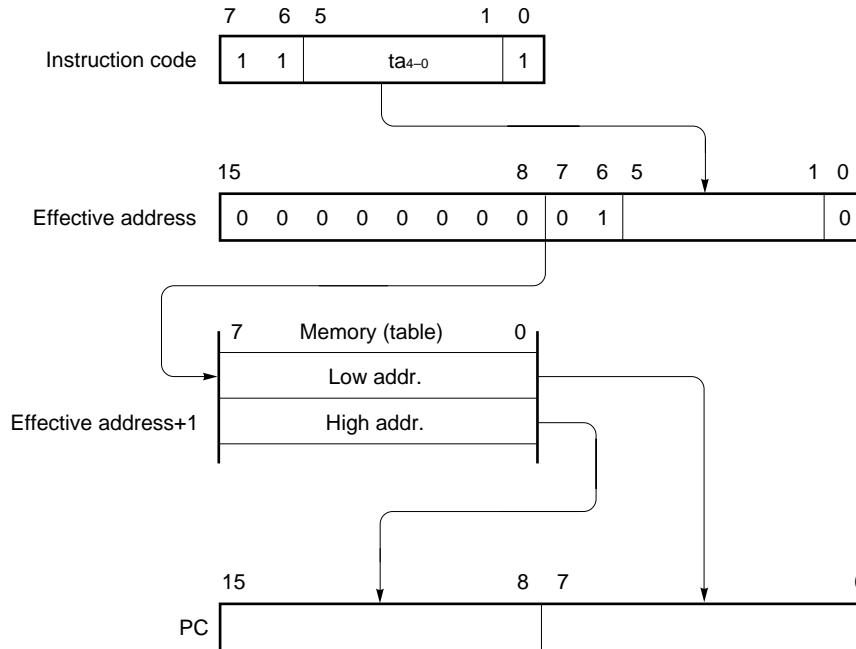 7 6 5 1 0
Instruction code 1 1 ta4–0 1
15 8 7 6 5 1 0
Effective address 0 0 0 0 0 0 0 0 0 1 0
7 Memory (table) 0
Low addr.
Effective address+1 High addr.
15 8 7
PC